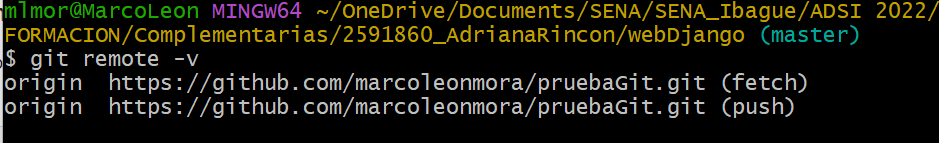 mlmor@MarcoLeon MINGW64 ~/OneDrive/Documents/SENA/SENA_Ibague/ADSI 2022/
FORMACION/Complementarias/2591860_AdrianaRincon/webDjango (master)
$ git remote -v
origin  https://github.com/marcoleonmora/pruebaGit.git (fetch)
origin  https://github.com/marcoleonmora/pruebaGit.git (push)